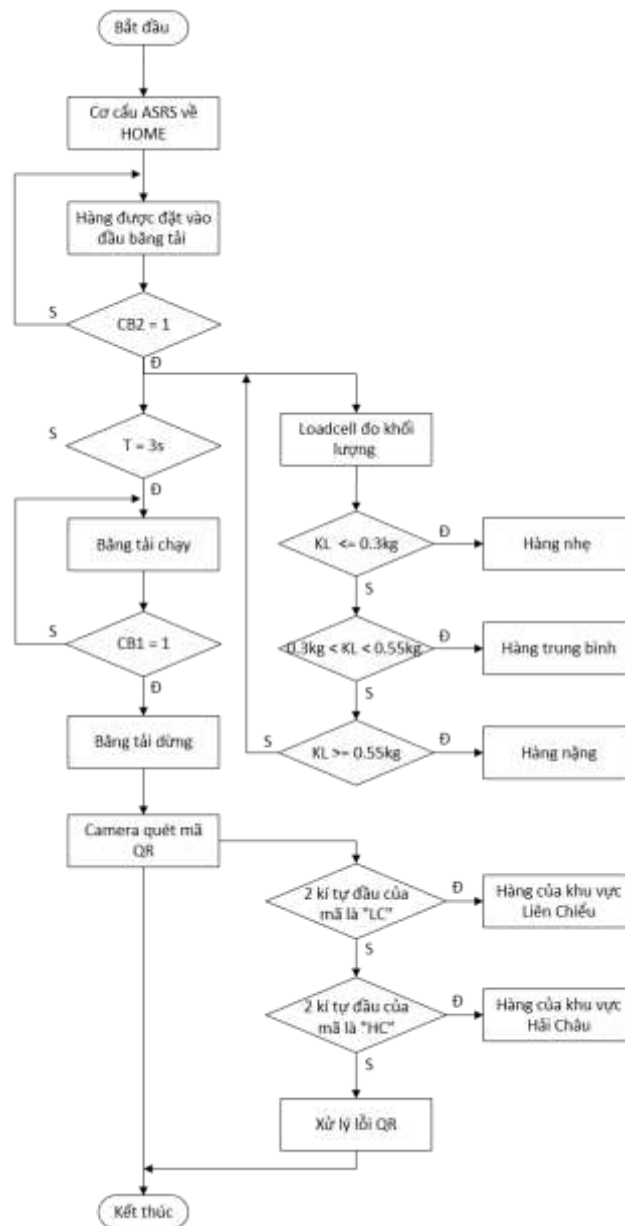 Bắt đầu
Cơ cấu ASRS về
HOME
Hàng được đặt vào
đầu băng tải
S
CB2 = 1
Đ
S
T = 3s
Đ
Băng tải chạy
S
CB1 = 1
Đ
Băng tải dừng
Camera quét mã
QR
Loadcell đo khối
lượng
KL <= 0.3kg
Đ
Hàng nhẹ
S
0.3kg < KL < 0.55kg
Đ
Hàng trung bình
S
S
KL >= 0.55kg
Đ
Hàng nặng
2 kí tự đầu của
mã là "LC"
Đ
Hàng của khu vực
Liên Chiểu
S
2 kí tự đầu của
mã là "HC"
Đ
Hàng của khu vực
Hải Châu
S
Xử lý lỗi QR
Kết thúc